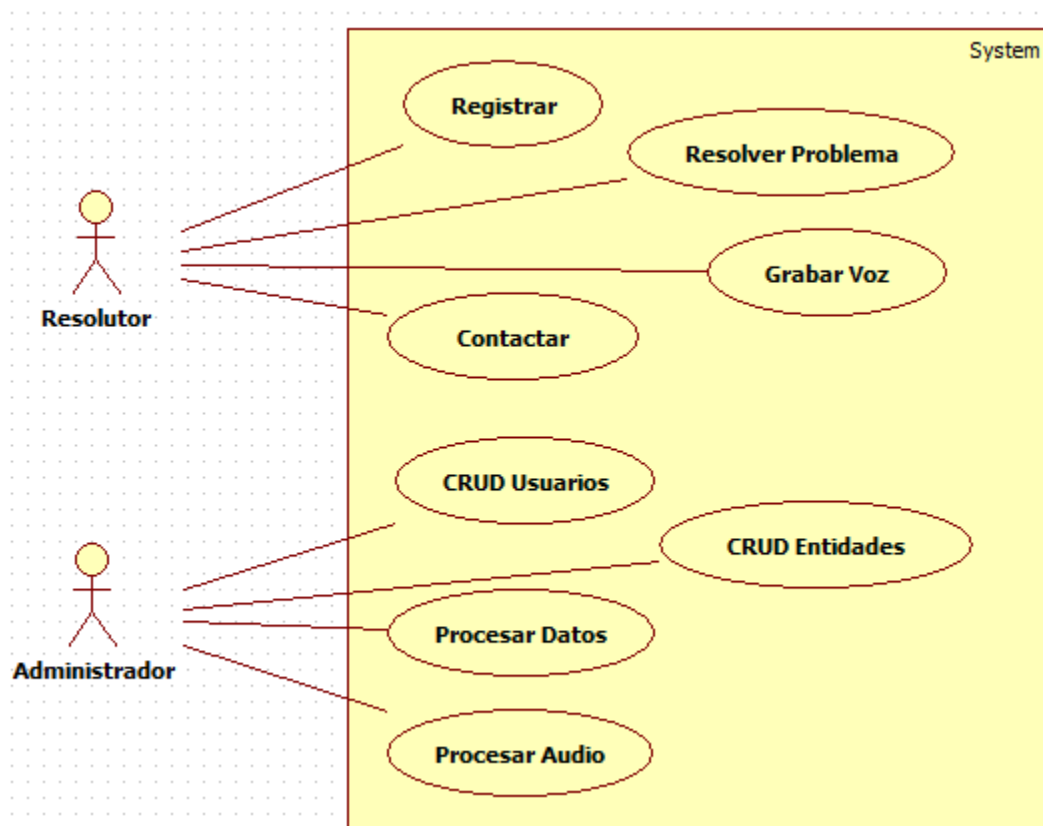 System
Registrar
Resolver Problema
Grabar Voz
Resolutor
Contactar
CRUD Usuarios
CRUD Entidades
Procesar Datos
Administrador
Procesar Audio